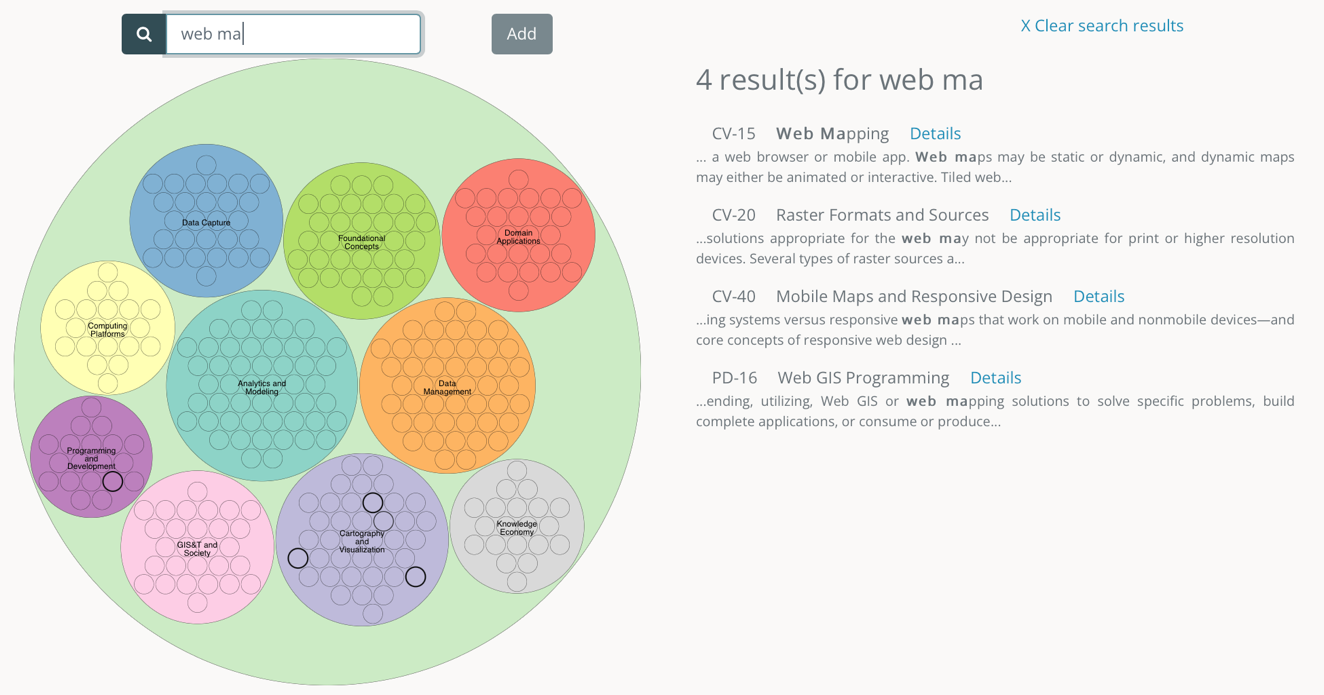 web ma
Add
X Clear search results
4 result(s) for web ma
CV-15 Web Mapping Details
... a web browser or mobile app. Web maps may be static or dynamic, and dynamic maps
may either be animated or interactive. Tiled web...
CV-20 Raster Formats and Sources Details
...solutions appropriate for the web may not be appropriate for print or higher resolution
devices. Several types of raster sources a...
CV-40 Mobile Maps and Responsive Design Details
...ing systems versus responsive web maps that work on mobile and nonmobile devices—and
core concepts of responsive web design ...
PD-16 Web GIS Programming Details
...ending, utilizing, Web GIS or web mapping solutions to solve specific problems, build
complete applications, or consume or produce...
Data Capture
Foundational
Concepts
Domain
Applications
Computing
Platforms
Analytics and
Modeling
Data
Management
Programming
and
Development
GIS&T and
Society
Cartography
and
Visualization
Knowledge
Economy